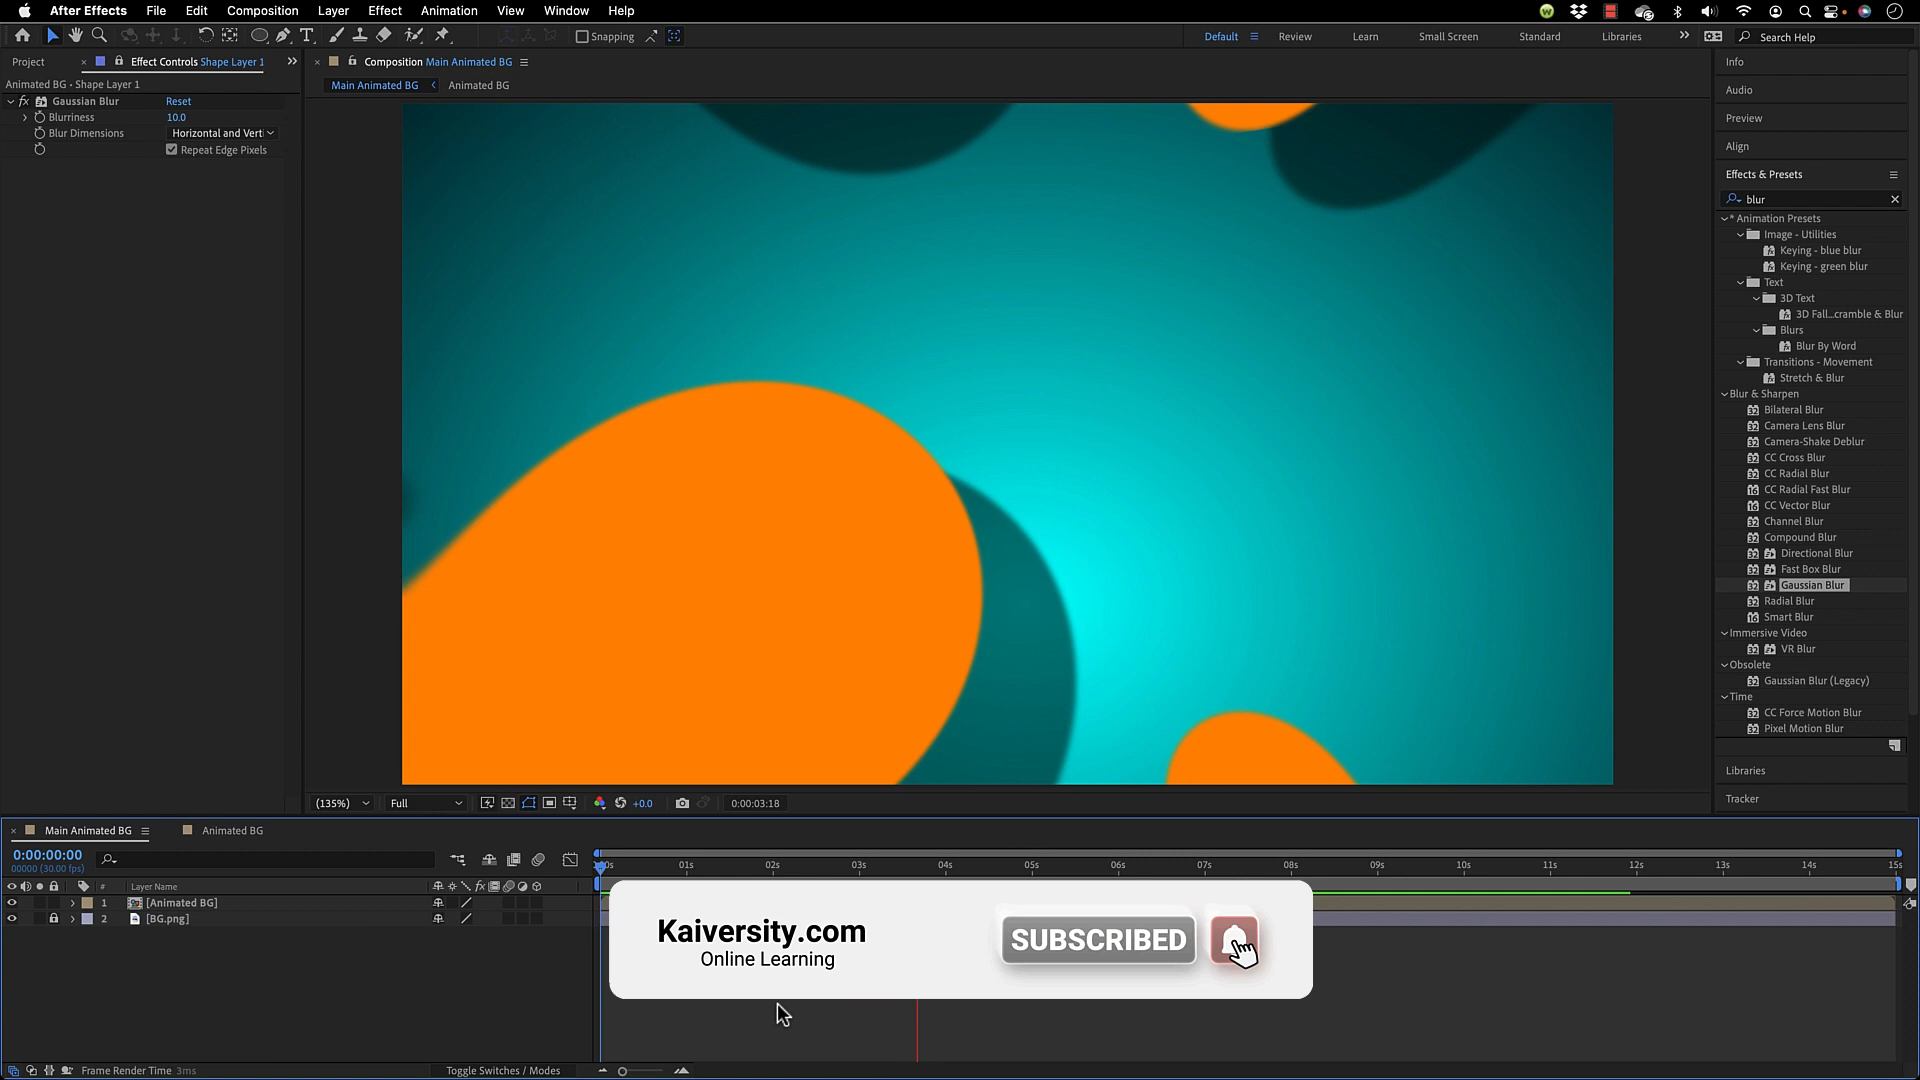 After Effects File Edit Composition Layer Effect Animation View Window Help
Snapping
Default Review Learn Small Screen Standard Libraries Search Help
Project Effect Controls Shape Layer 1
Animated BG · Shape Layer 1
fx Gaussian Blur Reset
Blurriness 10.0
Blur Dimensions Horizontal and Verti
Repeat Edge Pixels
Composition Main Animated BG
Main Animated BG Animated BG
(135%) Full +0.0 0:00:03:18
Info
Audio
Preview
Align
Effects & Presets
blur
* Animation Presets
Image - Utilities
Keying - blue blur
Keying - green blur
Text
3D Text
3D Fall...cramble & Blur
Blurs
Blur By Word
Transitions - Movement
Stretch & Blur
Blur & Sharpen
Bilateral Blur
Camera Lens Blur
Camera-Shake Deblur
CC Cross Blur
CC Radial Blur
CC Radial Fast Blur
CC Vector Blur
Channel Blur
Compound Blur
Directional Blur
Fast Box Blur
Gaussian Blur
Radial Blur
Smart Blur
Immersive Video
VR Blur
Obsolete
Gaussian Blur (Legacy)
Time
CC Force Motion Blur
Pixel Motion Blur
Libraries
Tracker
Main Animated BG Animated BG
0:00:00:00
00000 (30.00 fps)
01s 02s 03s 04s 05s 06s 07s 08s 09s 10s 11s 12s 13s 14s 15s
# Layer Name
1 [Animated BG]
2 [BG.png]
Kaiversity.com
Online Learning
SUBSCRIBED
Frame Render Time 3ms
Toggle Switches / Modes